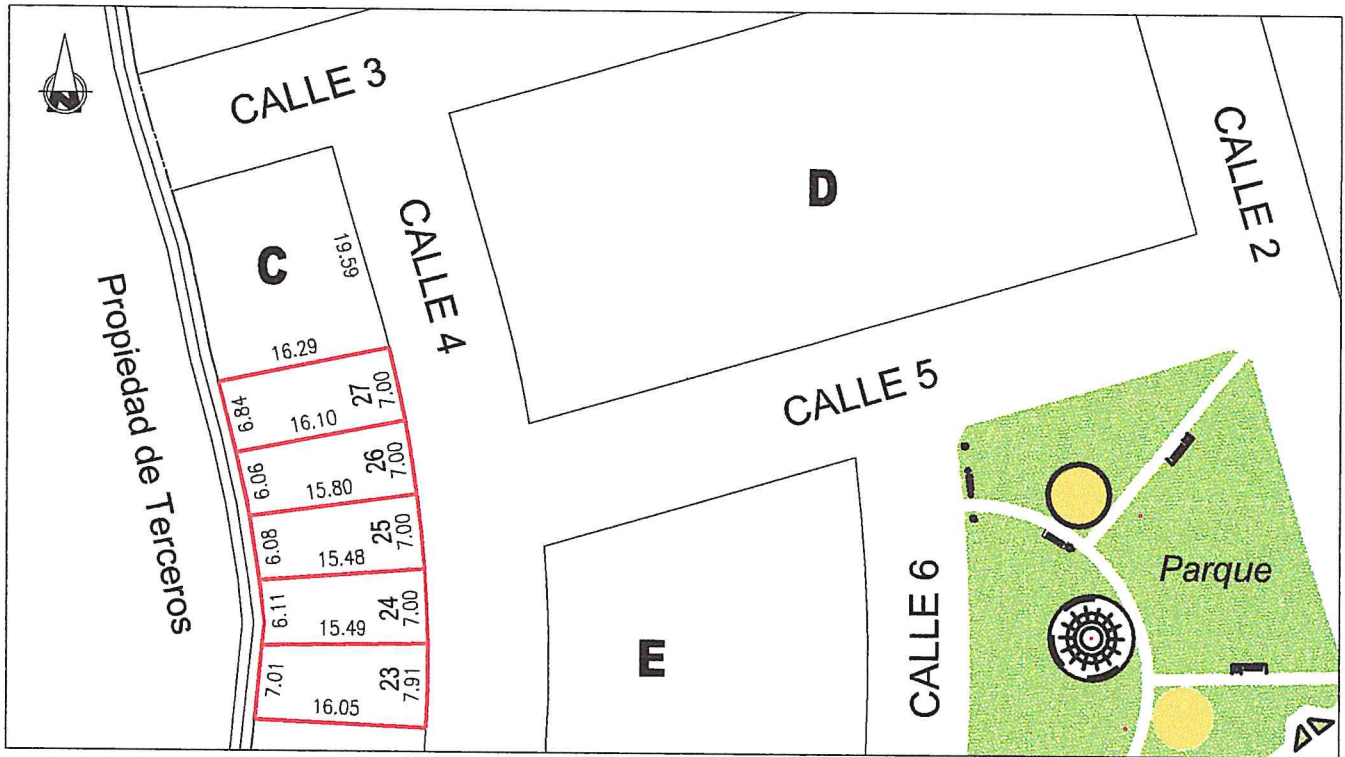 N
CALLE 3
CALLE 2
D
CALLE 4
C
19.59
Propiedad de Terceros
16.29
27
7.00
6.84
16.10
CALLE 5
26
7.00
6.06
15.80
25
7.00
6.08
15.48
CALLE 6
Parque
24
7.00
6.11
15.49
E
23
7.91
7.01
16.05